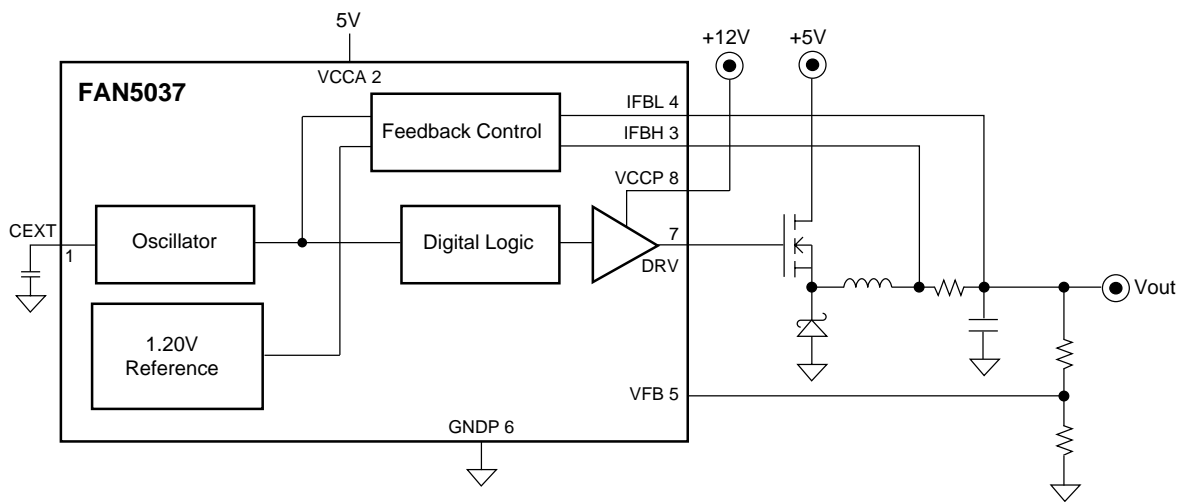 5V
+12V
+5V
VCCA 2
FAN5037
IFBL 4
Feedback Control
IFBH 3
VCCP 8
CEXT
1
Oscillator
Digital Logic
7
DRV
Vout
1.20V
Reference
VFB 5
GNDP 6